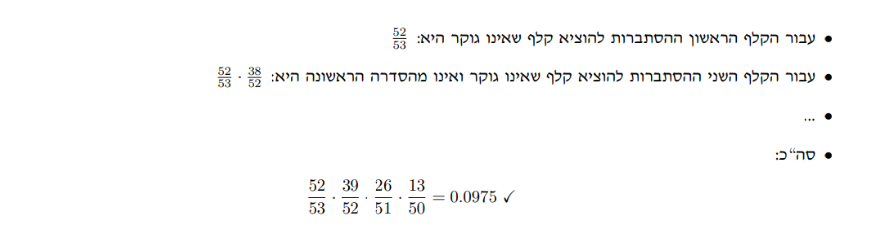 • עבור הקלף הראשון ההסתברות להוציא קלף שאינו גוקר היא: $\frac{52}{53}$
• עבור הקלף השני ההסתברות להוציא קלף שאינו גוקר ואינו מהסדרה הראשונה היא: $\frac{52}{53} \cdot \frac{38}{52}$
• ...
• סה“כ:
$\frac{52}{53} \cdot \frac{39}{52} \cdot \frac{26}{51} \cdot \frac{13}{50} = 0.0975$ ✓